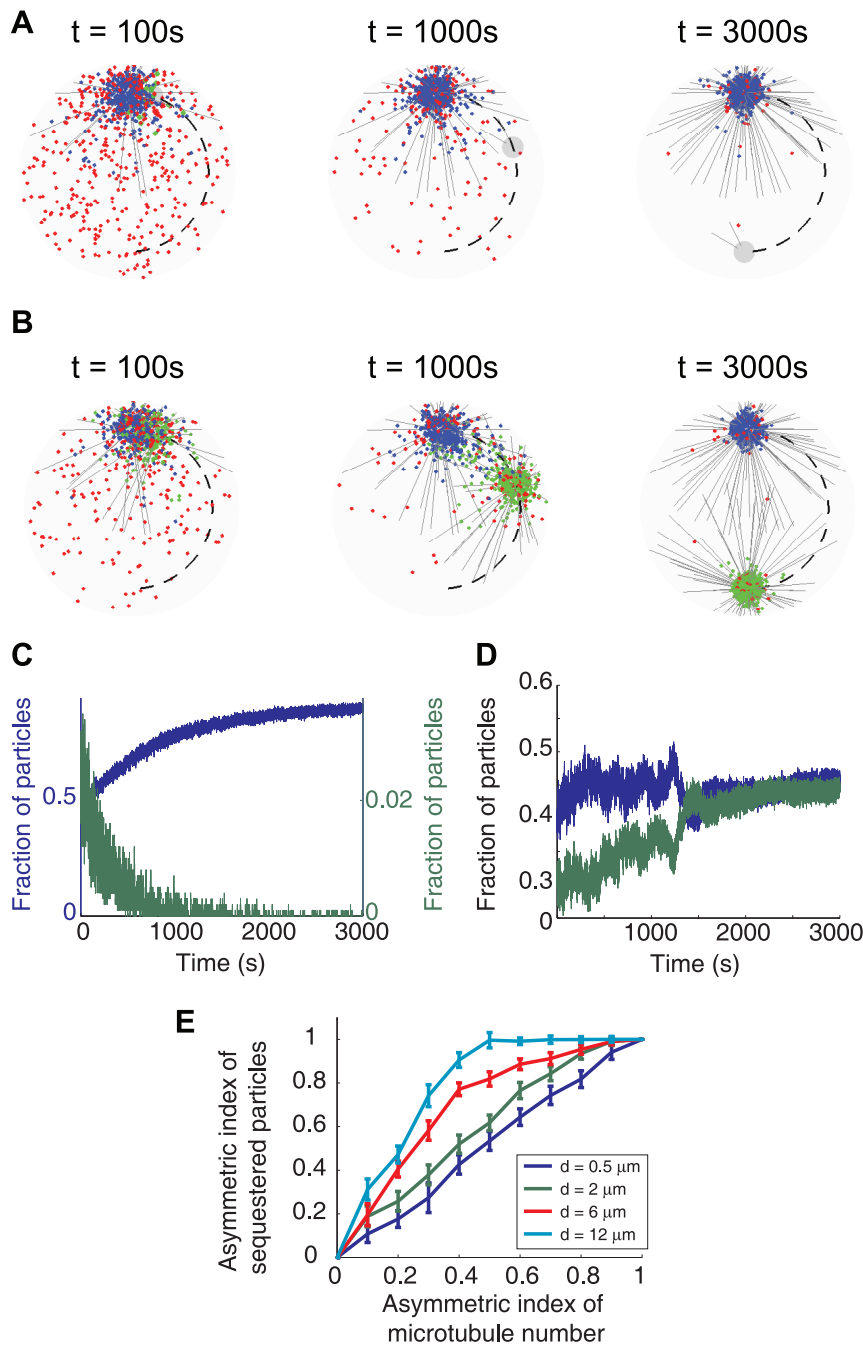 A
t = 100s
t = 1000s
t = 3000s
B
t = 100s
t = 1000s
t = 3000s
C
Fraction of particles
0.5
0
0.02
0
Fraction of particles
0
1000
2000
3000
Time (s)
D
Fraction of particles
0.6
0.5
0.4
0.3
0
1000
2000
3000
Time (s)
E
Asymmetric index of
sequestered particles
1
0.8
0.6
0.4
0.2
0
0
0.2
0.4
0.6
0.8
1
d = 0.5 μm
d = 2 μm
d = 6 μm
d = 12 μm
Asymmetric index of
microtubule number